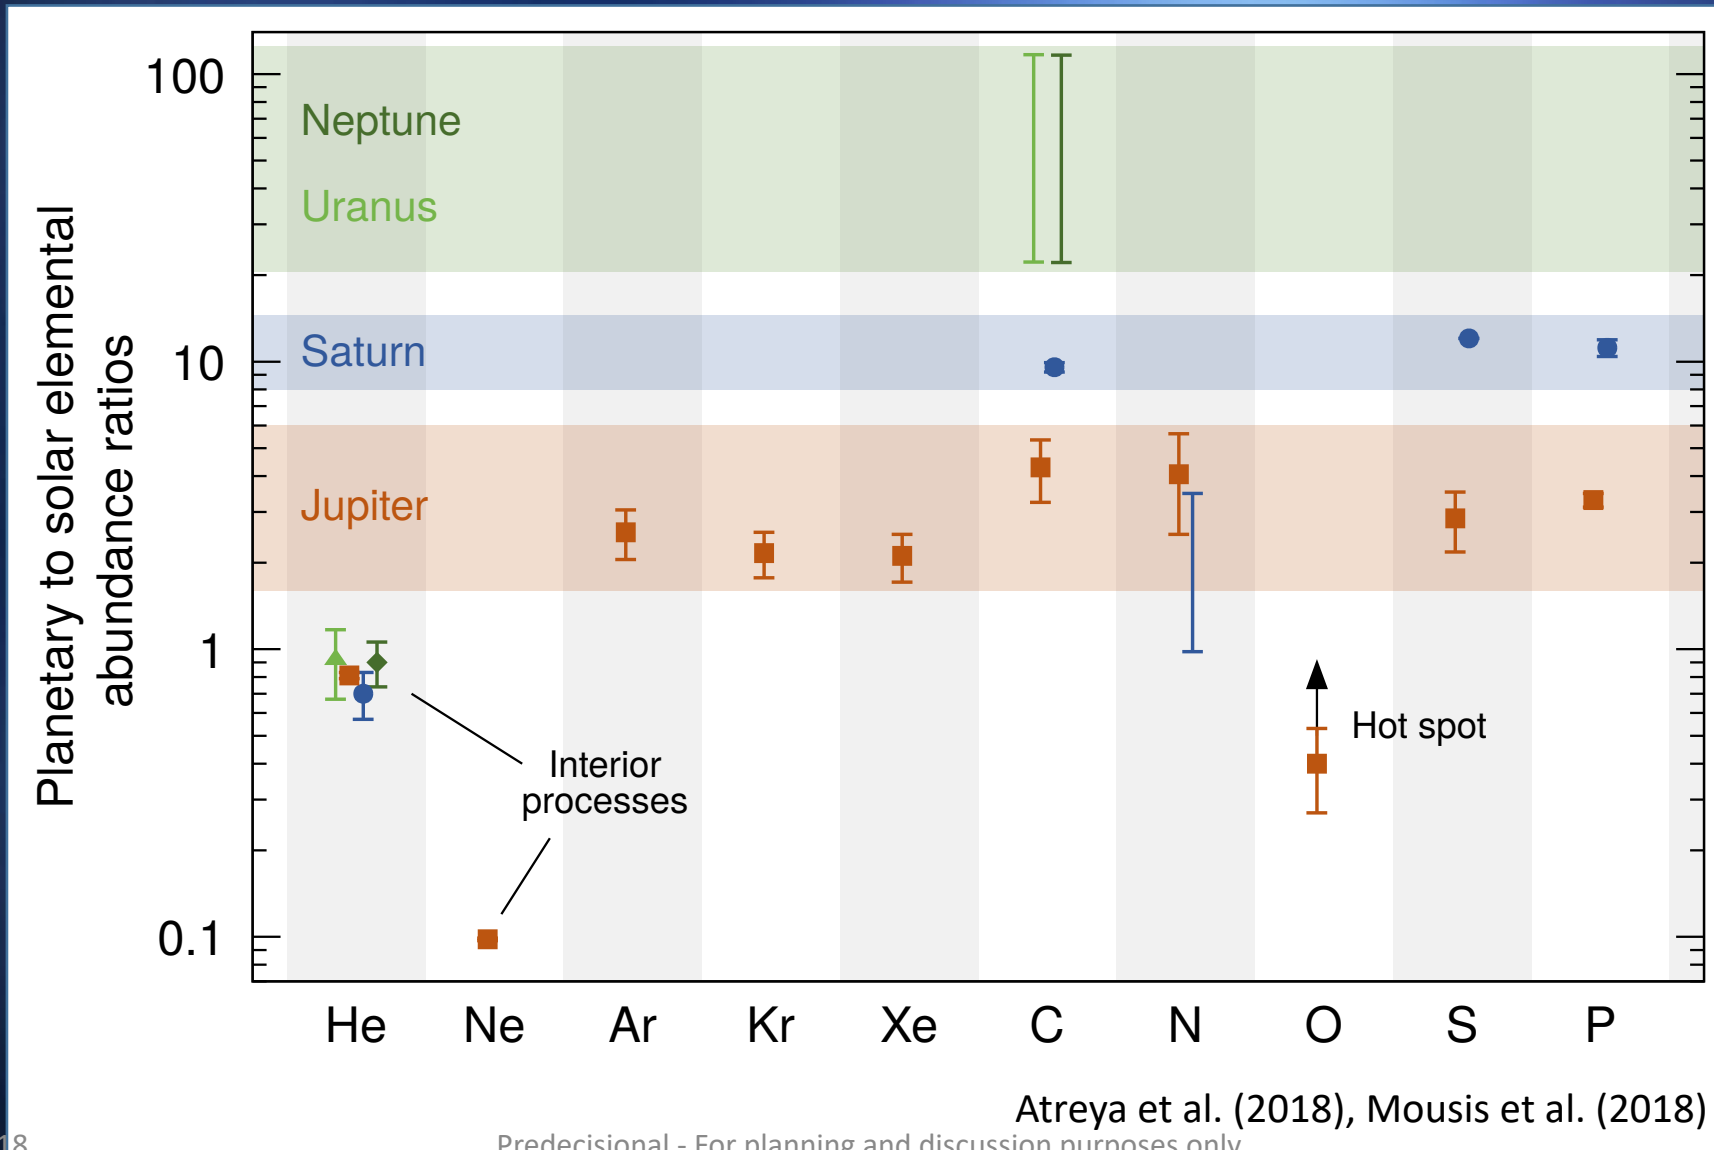 100
10
1
0.1
Planetary to solar elemental
abundance ratios
Neptune
Uranus
Saturn
Jupiter
Interior
processes
Hot spot
He Ne Ar Kr Xe C N O S P
Atreya et al. (2018), Mousis et al. (2018)
18
Predecisional - For planning and discussion purposes only